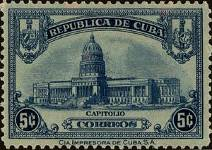 REPUBLICA DE CUBA
CAPITOLIO
5¢ CORREOS 5¢
CIA. IMPRESORA DE CUBA S.A.